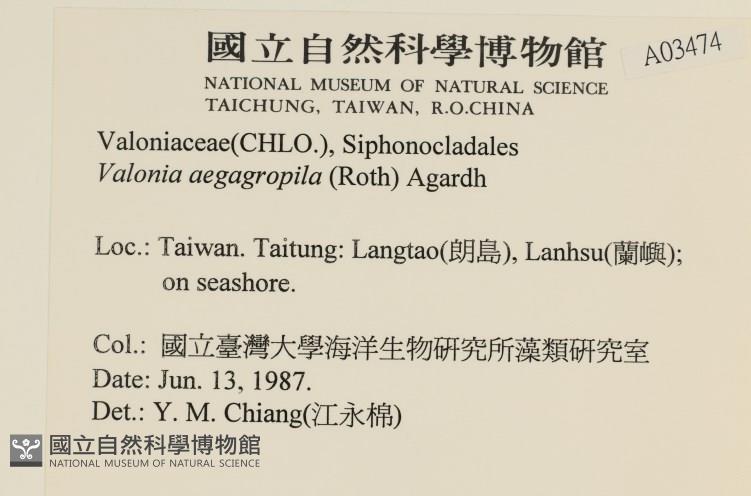 國立自然科學博物館
A03474
NATIONAL MUSEUM OF NATURAL SCIENCE
TAICHUNG, TAIWAN, R.O.CHINA
Valoniaceae(CHLO.), Siphonocladales
Valonia aegagropila (Roth) Agardh
Loc.: Taiwan. Taitung: Langtao(朗島), Lanhsu(蘭嶼);
on seashore.
Col.: 國立臺灣大學海洋生物研究所藻類研究室
Date: Jun. 13, 1987.
Det.: Y. M. Chiang(江永棉)
國立自然科學博物館
NATIONAL MUSEUM OF NATURAL SCIENCE